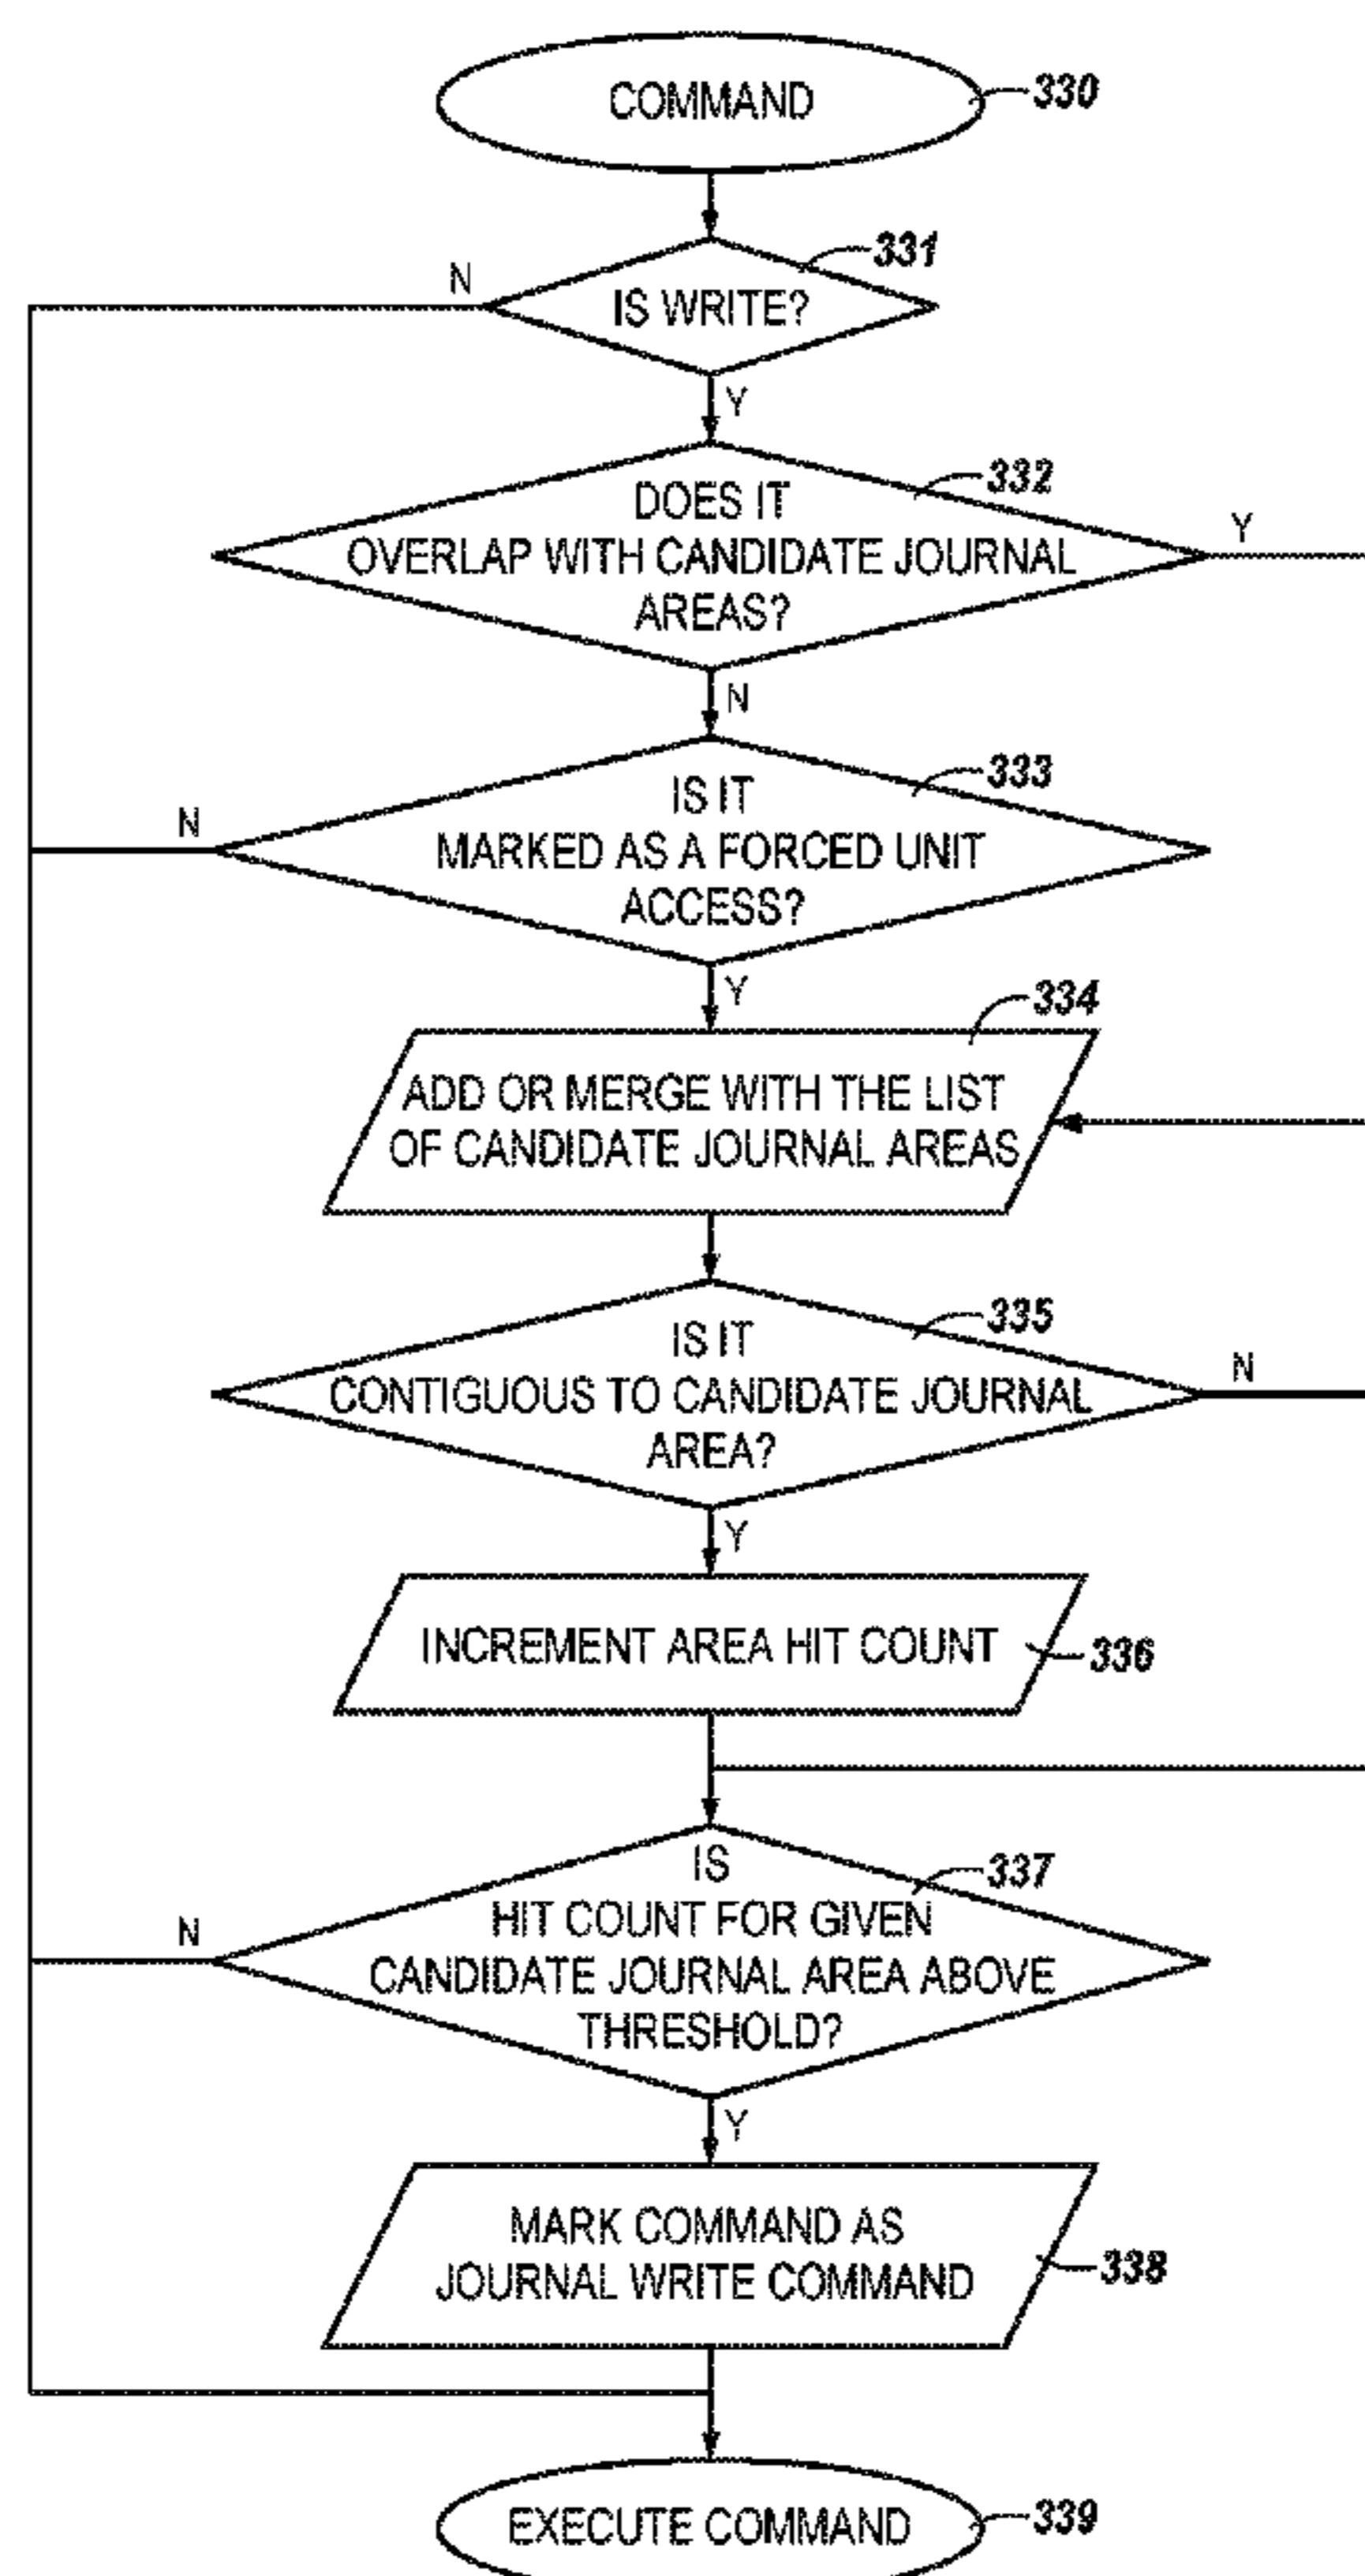 COMMAND
330
331
N
IS WRITE?
Y
332
DOES IT
Y
OVERLAP WITH CANDIDATE JOURNAL
AREAS?
N
333
IS IT
N
MARKED AS A FORCED UNIT
ACCESS?
Y
334
ADD OR MERGE WITH THE LIST
OF CANDIDATE JOURNAL AREAS
335
IS IT
N
CONTIGUOUS TO CANDIDATE JOURNAL
AREA?
Y
INCREMENT AREA HIT COUNT
336
IS
337
HIT COUNT FOR GIVEN
N
CANDIDATE JOURNAL AREA ABOVE
THRESHOLD?
Y
MARK COMMAND AS
JOURNAL WRITE COMMAND
338
EXECUTE COMMAND
339